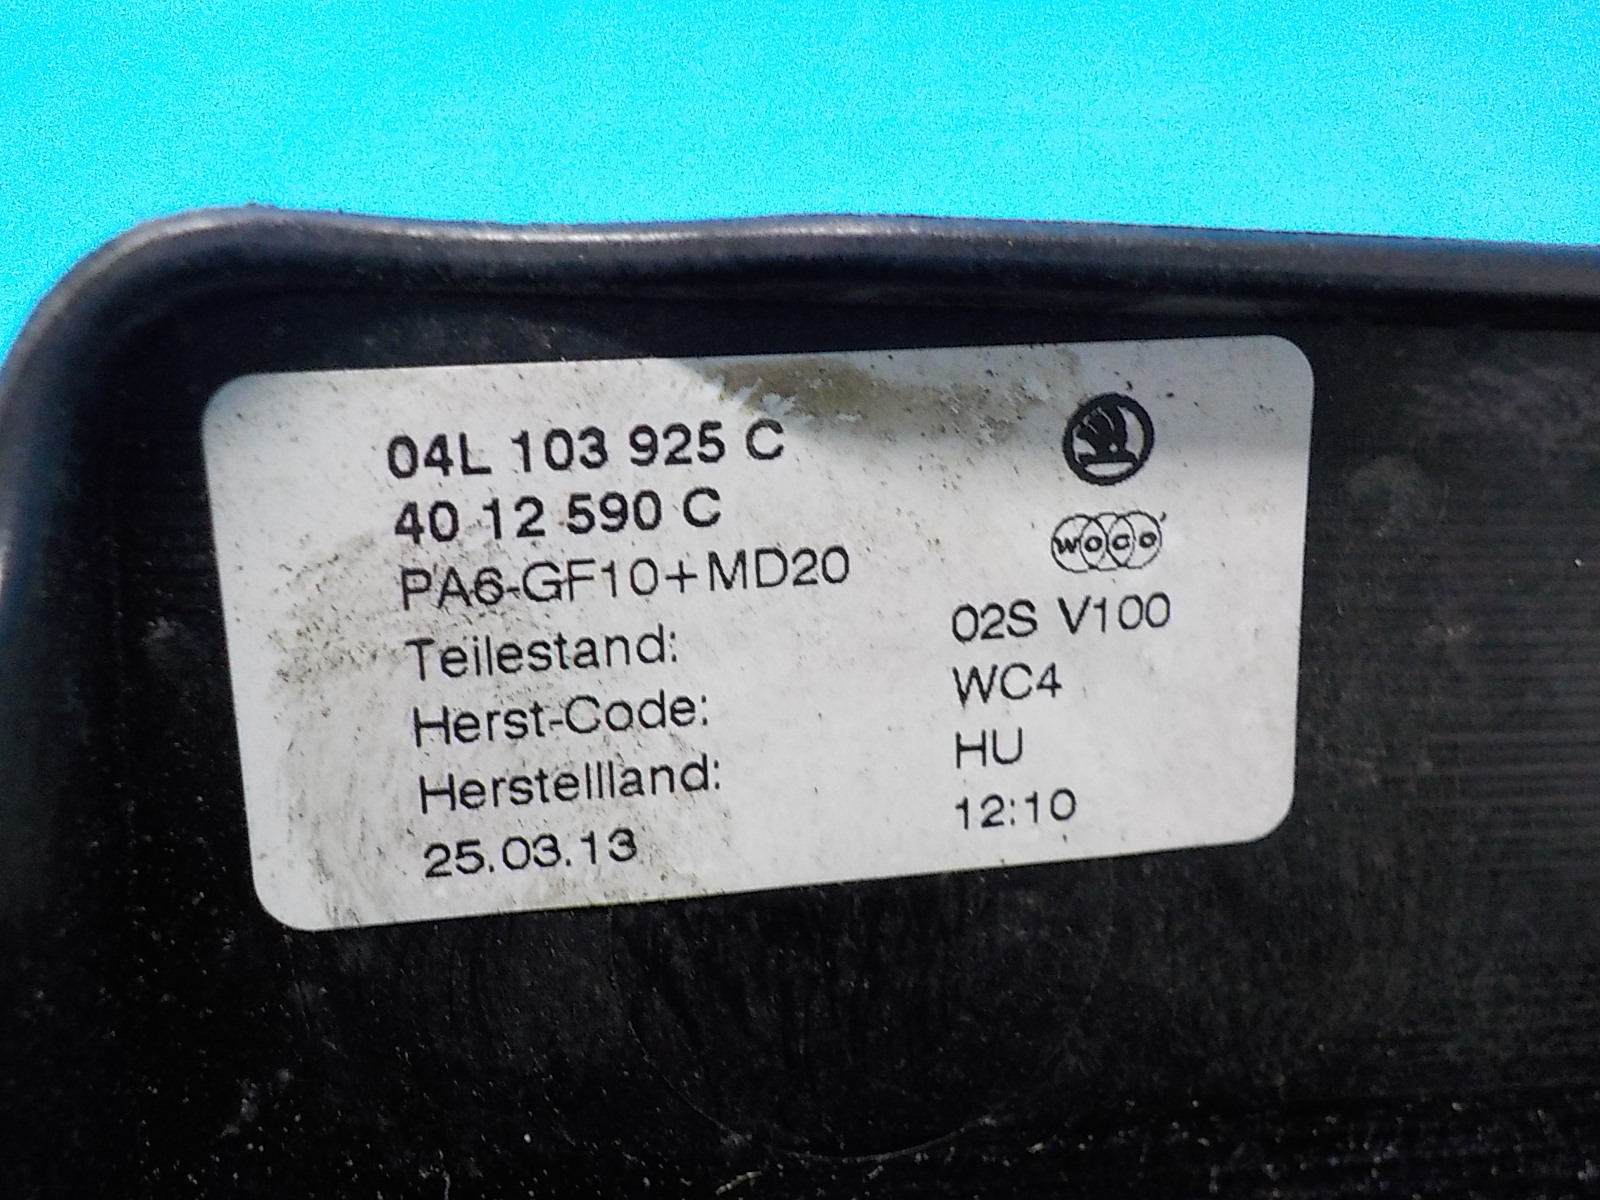 04L 103 925 C
40 12 590 C
woco
PA6-GF10+MD20
Teilestand: 02S V100
Herst-Code: WC4
Herstellland: HU
25.03.13 12:10